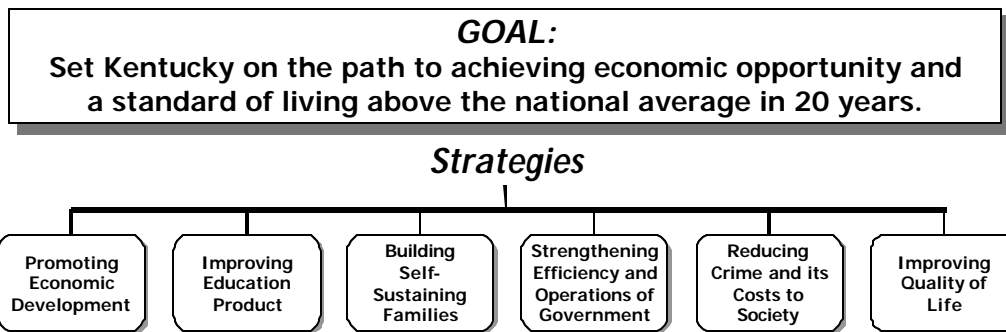 GOAL:
Set Kentucky on the path to achieving economic opportunity and
a standard of living above the national average in 20 years.
Strategies
Promoting
Economic
Development
Improving
Education
Product
Building
Self-
Sustaining
Families
Strengthening
Efficiency and
Operations of
Government
Reducing
Crime and its
Costs to
Society
Improving
Quality of
Life